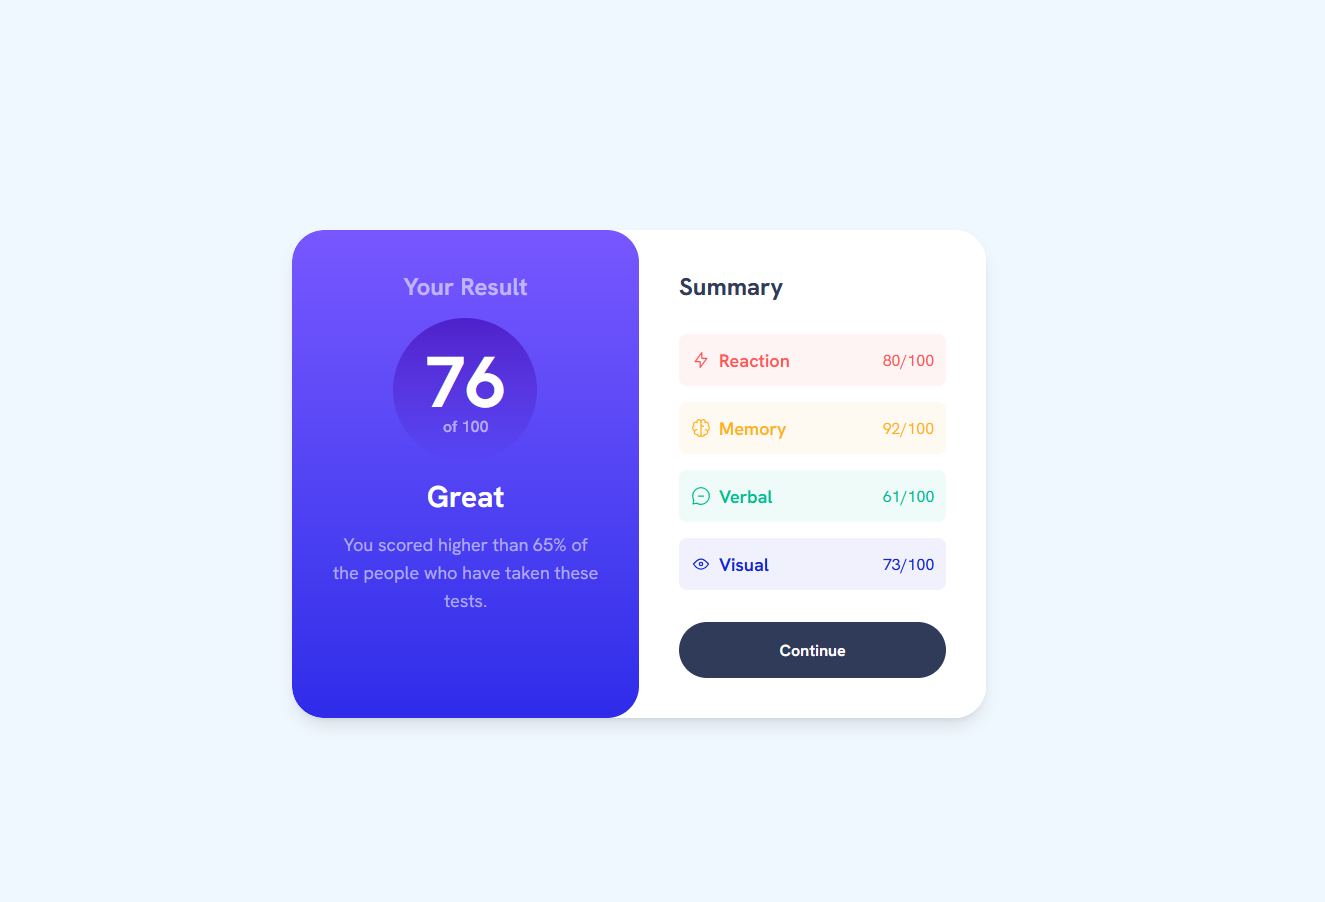 Your Result
76
of 100
Great
You scored higher than 65% of
the people who have taken these
tests.
Summary
Reaction 80/100
Memory 92/100
Verbal 61/100
Visual 73/100
Continue